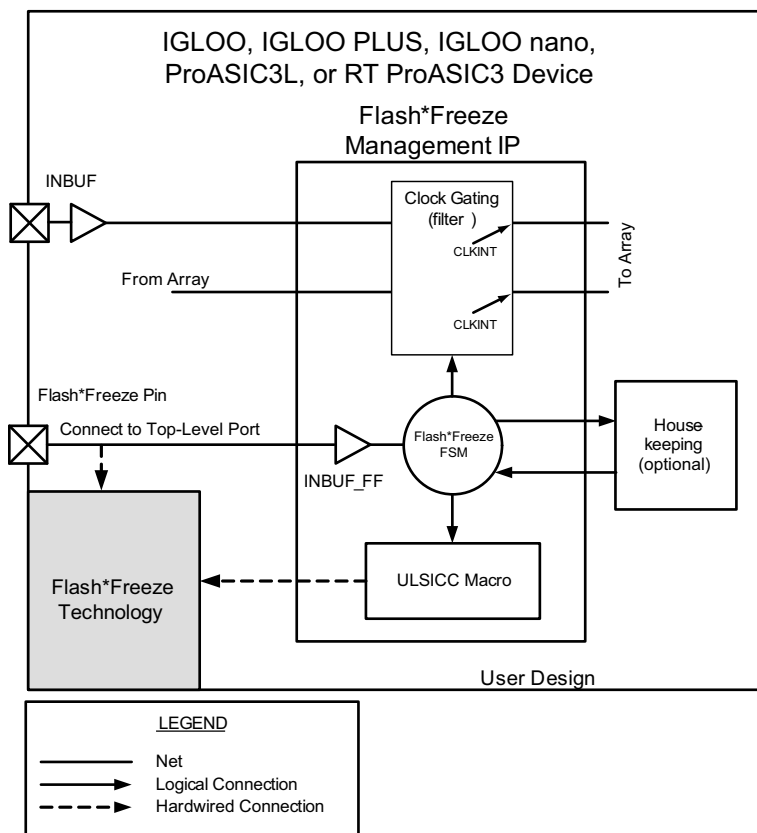 IGLOO, IGLOO PLUS, IGLOO nano,
ProASIC3L, or RT ProASIC3 Device
Flash*Freeze
Management IP
INBUF
Clock Gating
(filter )
CLKINT
To Array
From Array
CLKINT
Flash*Freeze Pin
Connect to Top-Level Port
INBUF_FF
Flash*Freeze
FSM
House
keeping
(optional)
Flash*Freeze
Technology
ULSICC Macro
User Design
LEGEND
Net
Logical Connection
Hardwired Connection